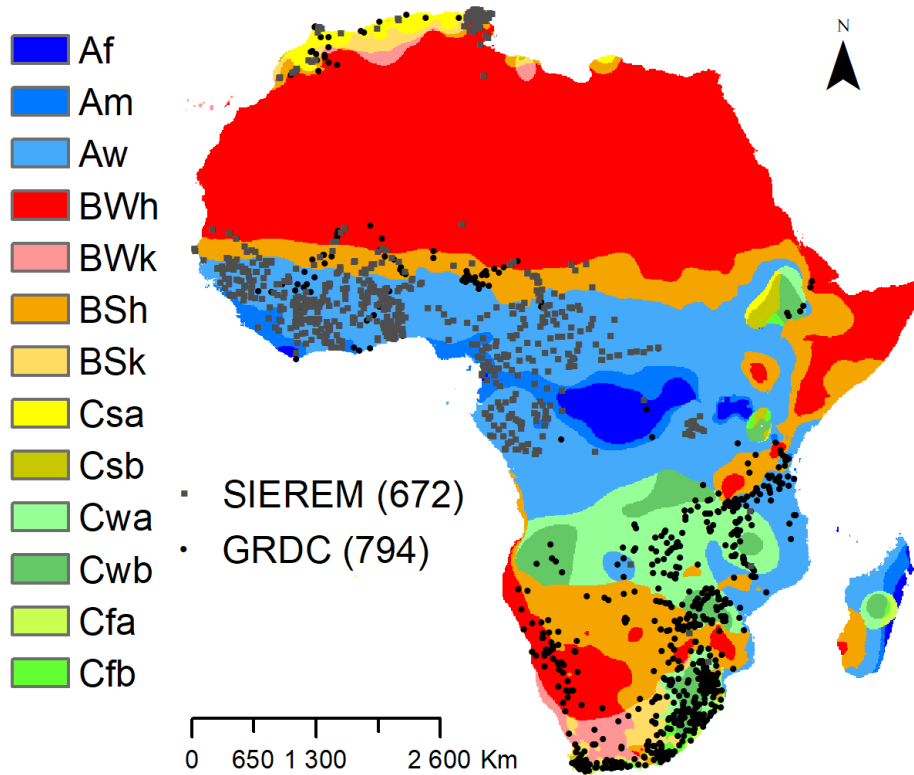 Af
Am
Aw
BWh
BWk
BSh
BSk
Csa
Csb
Cwa
Cwb
Cfa
Cfb
SIEREM (672)
GRDC (794)
N
0 650 1 300 2 600 Km